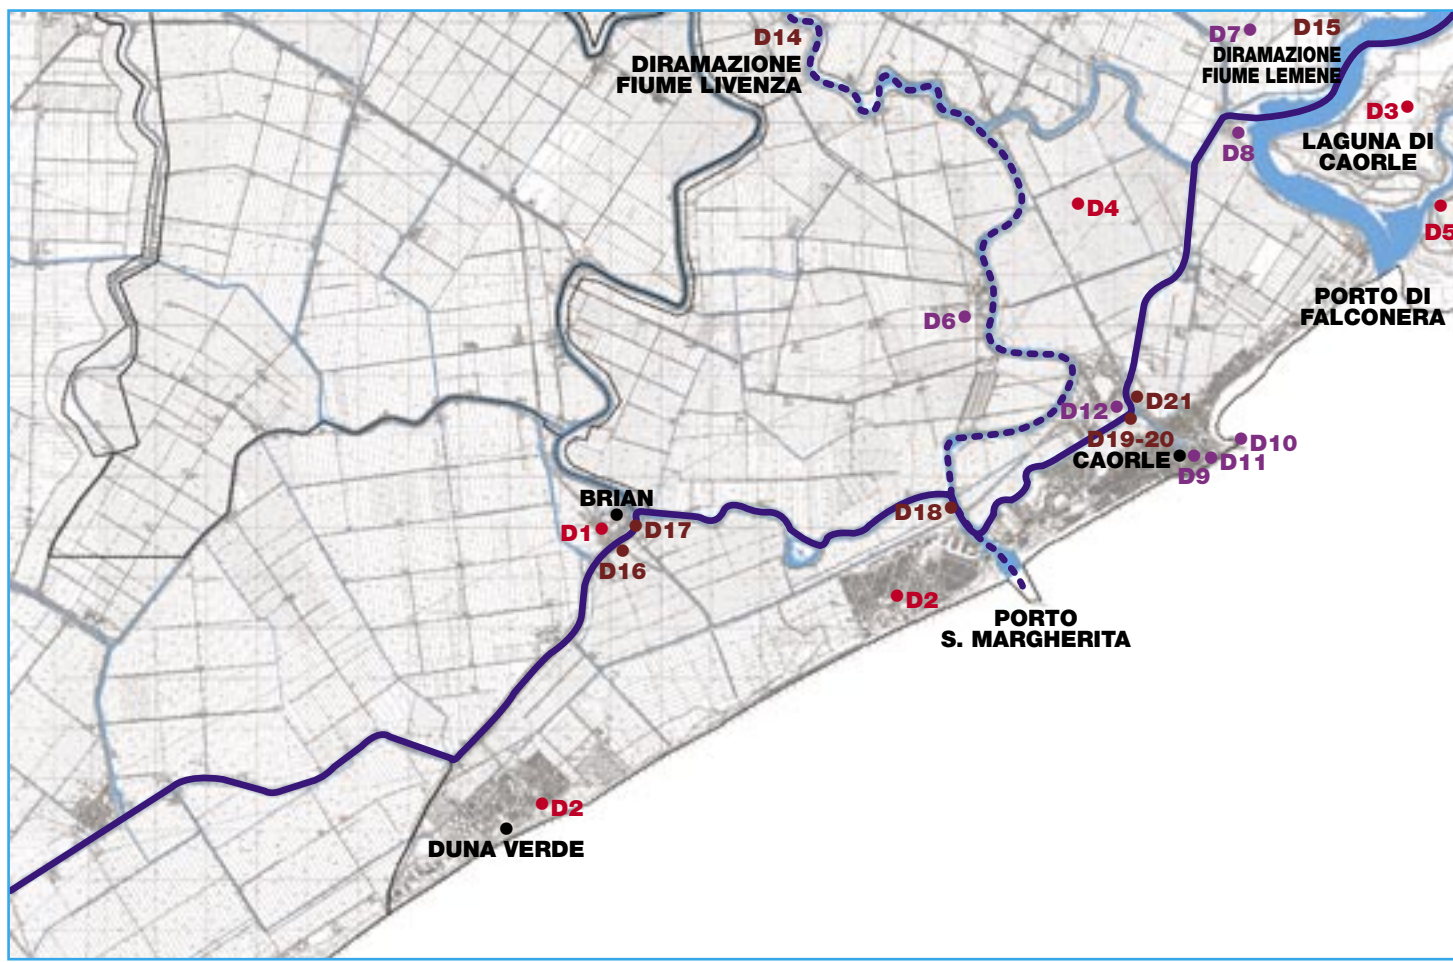 D14
DIRAMAZIONE
FIUME LIVENZA
D7
D15
DIRAMAZIONE
FIUME LEMENE
D3
D8
LAGUNA DI
CAORLE
D4
D5
PORTO DI
FALCONERA
D6
D12
D21
D19-20
CAORLE
D10
D11
D9
BRIAN
D1
D17
D16
D18
D2
PORTO
S. MARGHERITA
D2
DUNA VERDE